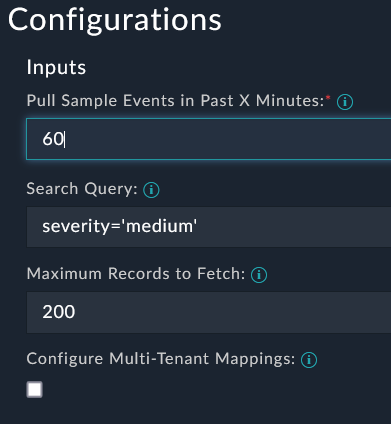 Configurations
Inputs
Pull Sample Events in Past X Minutes:*
60
Search Query:
severity='medium'
Maximum Records to Fetch:
200
Configure Multi-Tenant Mappings: